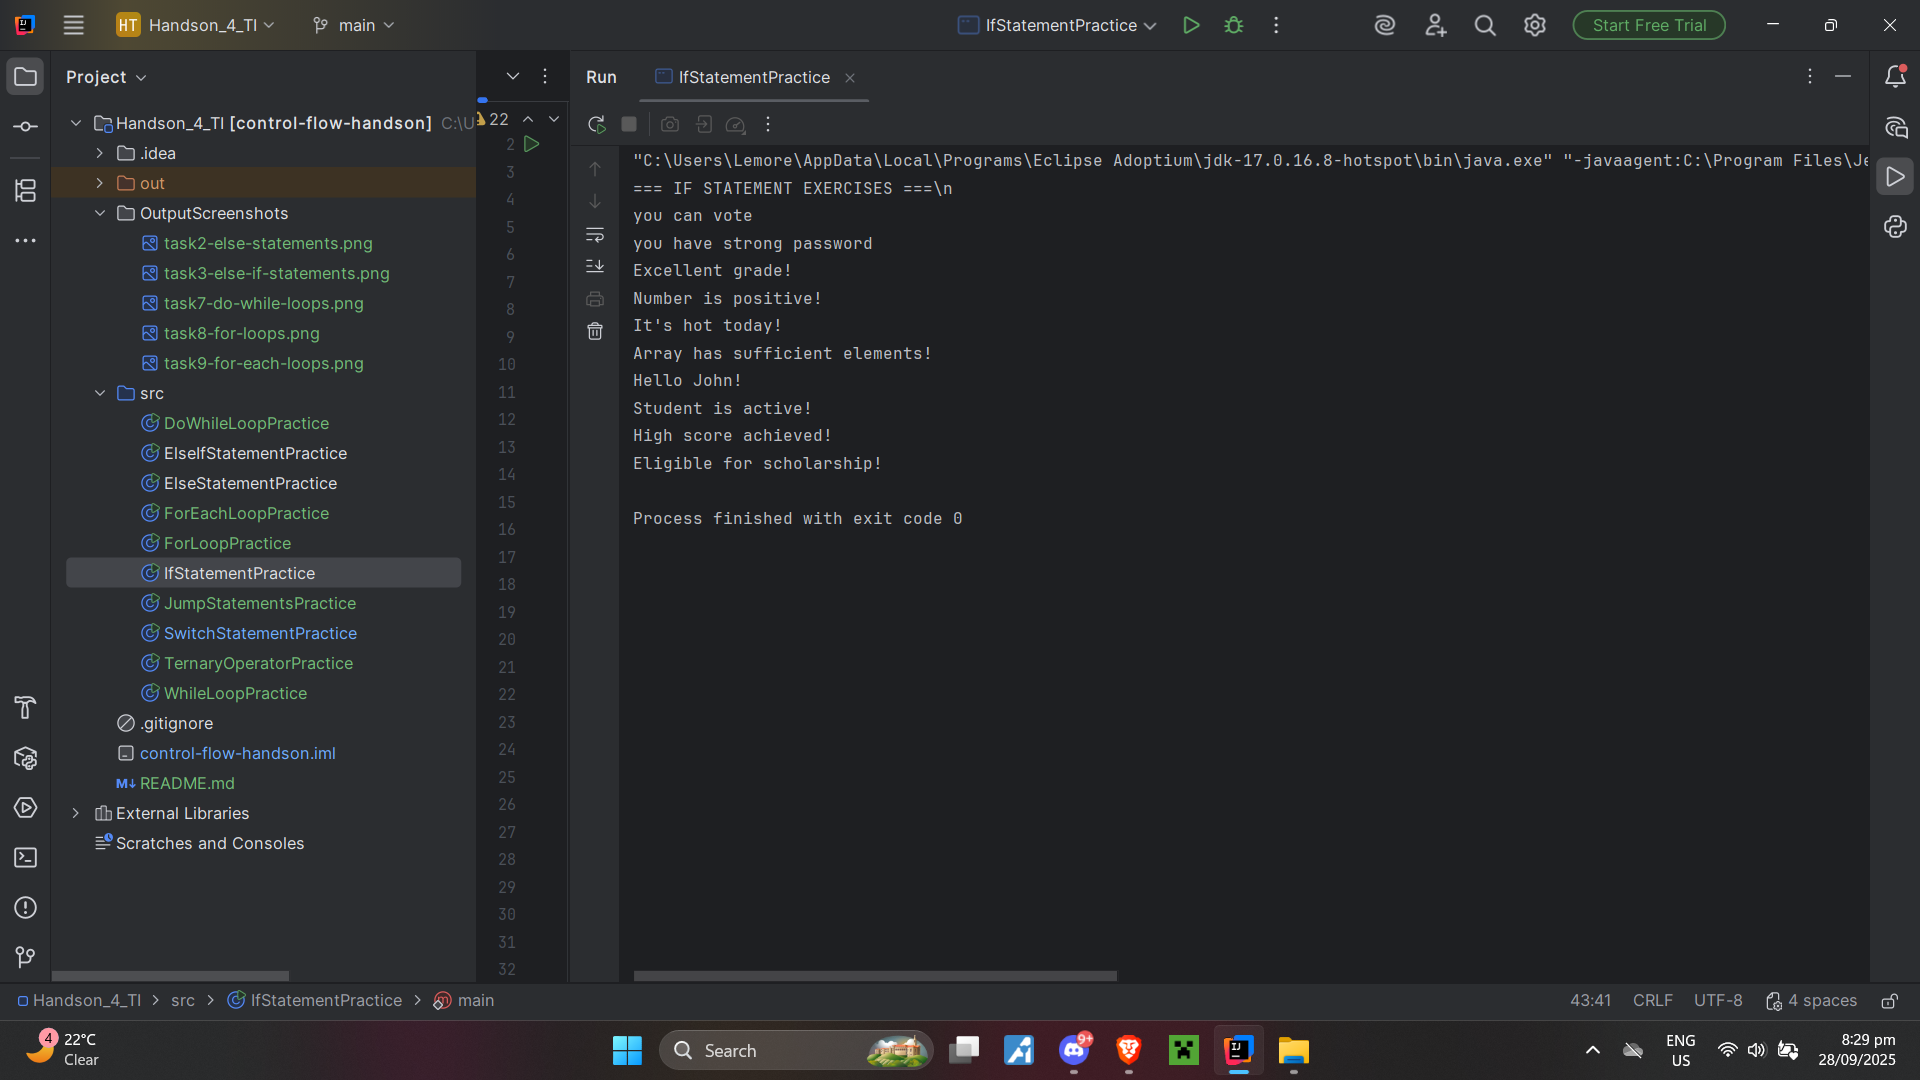 HT Handson_4_TI main IfStatementPractice Start Free Trial
Project
Handson_4_TI [control-flow-handson] C:\U
.idea
out
OutputScreenshots
task2-else-statements.png
task3-else-if-statements.png
task7-do-while-loops.png
task8-for-loops.png
task9-for-each-loops.png
src
DoWhileLoopPractice
ElseIfStatementPractice
ElseStatementPractice
ForEachLoopPractice
ForLoopPractice
IfStatementPractice
JumpStatementsPractice
SwitchStatementPractice
TernaryOperatorPractice
WhileLoopPractice
.gitignore
control-flow-handson.iml
M↓ README.md
External Libraries
Scratches and Consoles
22
2
3
4
5
6
7
8
9
10
11
12
13
14
15
16
17
18
19
20
21
22
23
24
25
26
27
28
29
30
31
32
Run IfStatementPractice
"C:\Users\Lemore\AppData\Local\Programs\Eclipse Adoptium\jdk-17.0.16.8-hotspot\bin\java.exe" "-javaagent:C:\Program Files\Je
=== IF STATEMENT EXERCISES ===\n
you can vote
you have strong password
Excellent grade!
Number is positive!
It's hot today!
Array has sufficient elements!
Hello John!
Student is active!
High score achieved!
Eligible for scholarship!
Process finished with exit code 0
Handson_4_TI > src > IfStatementPractice > main
43:41 CRLF UTF-8 4 spaces
4 22°C
Clear
Search
9+
ENG
US
8:29 pm
28/09/2025